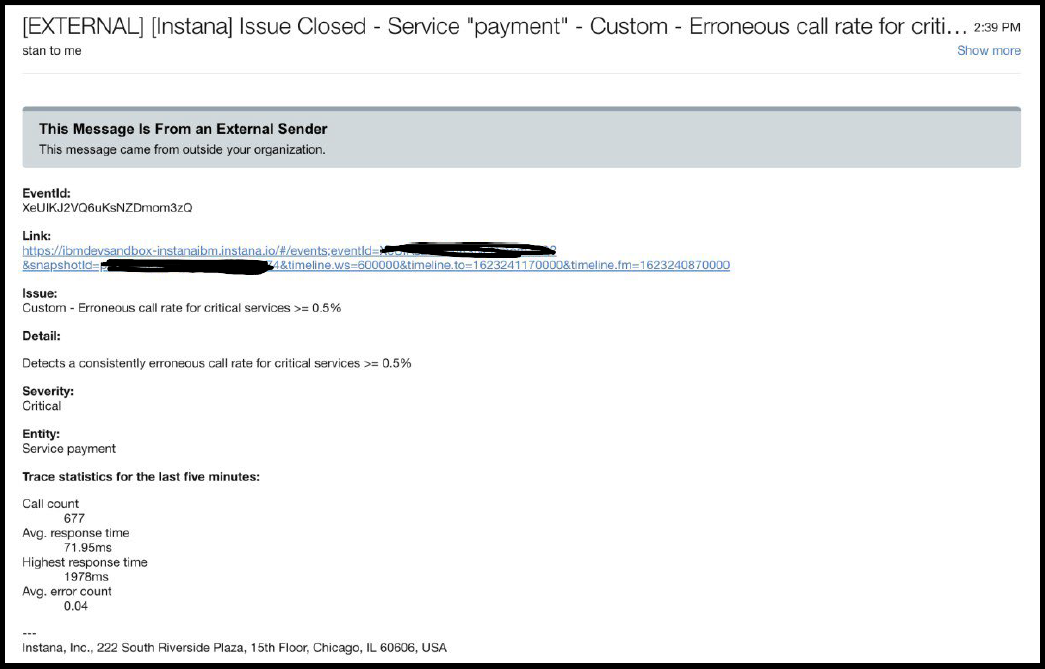 [EXTERNAL] [Instana] Issue Closed - Service "payment" - Custom - Erroneous call rate for criti... 2:39 PM
stan to me Show more
This Message Is From an External Sender
This message came from outside your organization.
EventId:
XeUIKJ2VQ6uKsNZDmom3zQ
Link:
https://ibmdevsandbox-instanaibm.instana.io/#/events;eventId=
&snapshotId= 4&timeline.ws=600000&timeline.to=1623241170000&timeline.fm=1623240870000
Issue:
Custom - Erroneous call rate for critical services >= 0.5%
Detail:
Detects a consistently erroneous call rate for critical services >= 0.5%
Severity:
Critical
Entity:
Service payment
Trace statistics for the last five minutes:
Call count
677
Avg. response time
71.95ms
Highest response time
1978ms
Avg. error count
0.04
---
Instana, Inc., 222 South Riverside Plaza, 15th Floor, Chicago, IL 60606, USA